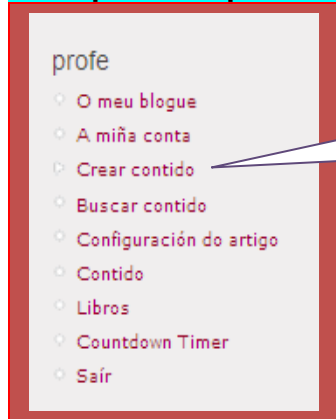 profe
O meu blogue
A miña conta
Crear contido
Buscar contido
Configuración do artigo
Contido
Libros
Countdown Timer
Saír